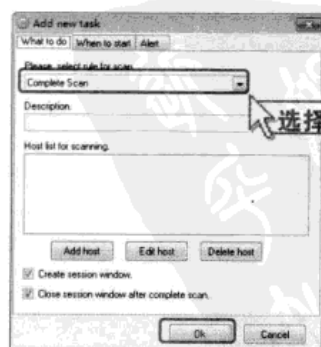 Add new task
What to do When to start Alert
Please, select rule for scan
Complete Scan
选择
Description.
Host list for scanning.
Add host Edit host Delete host
Create session window.
Close session window after complete scan.
Ok Cancel